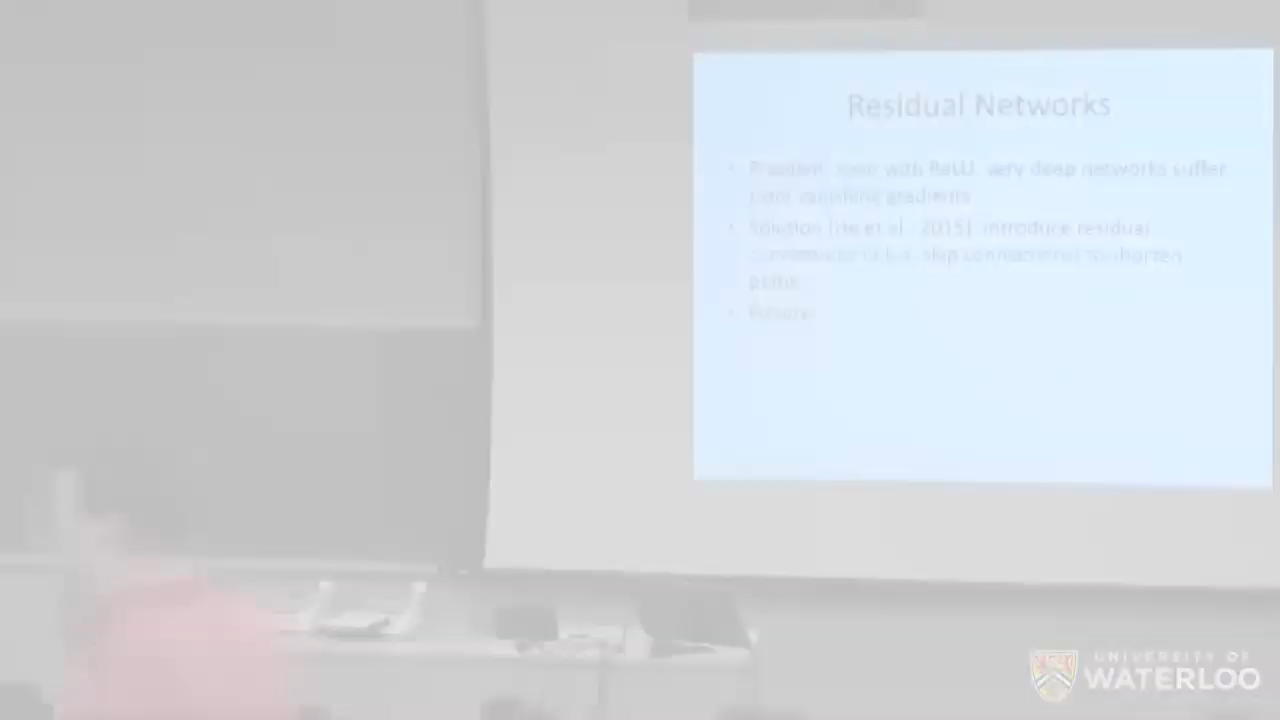 Residual Networks
• Problem: even with ReLU, very deep networks suffer
from vanishing gradients
• Solution [He et al., 2015]: introduce residual
connections (a.k.a. skip connections) to shorten
paths
• Picture:
UNIVERSITY OF
WATERLOO